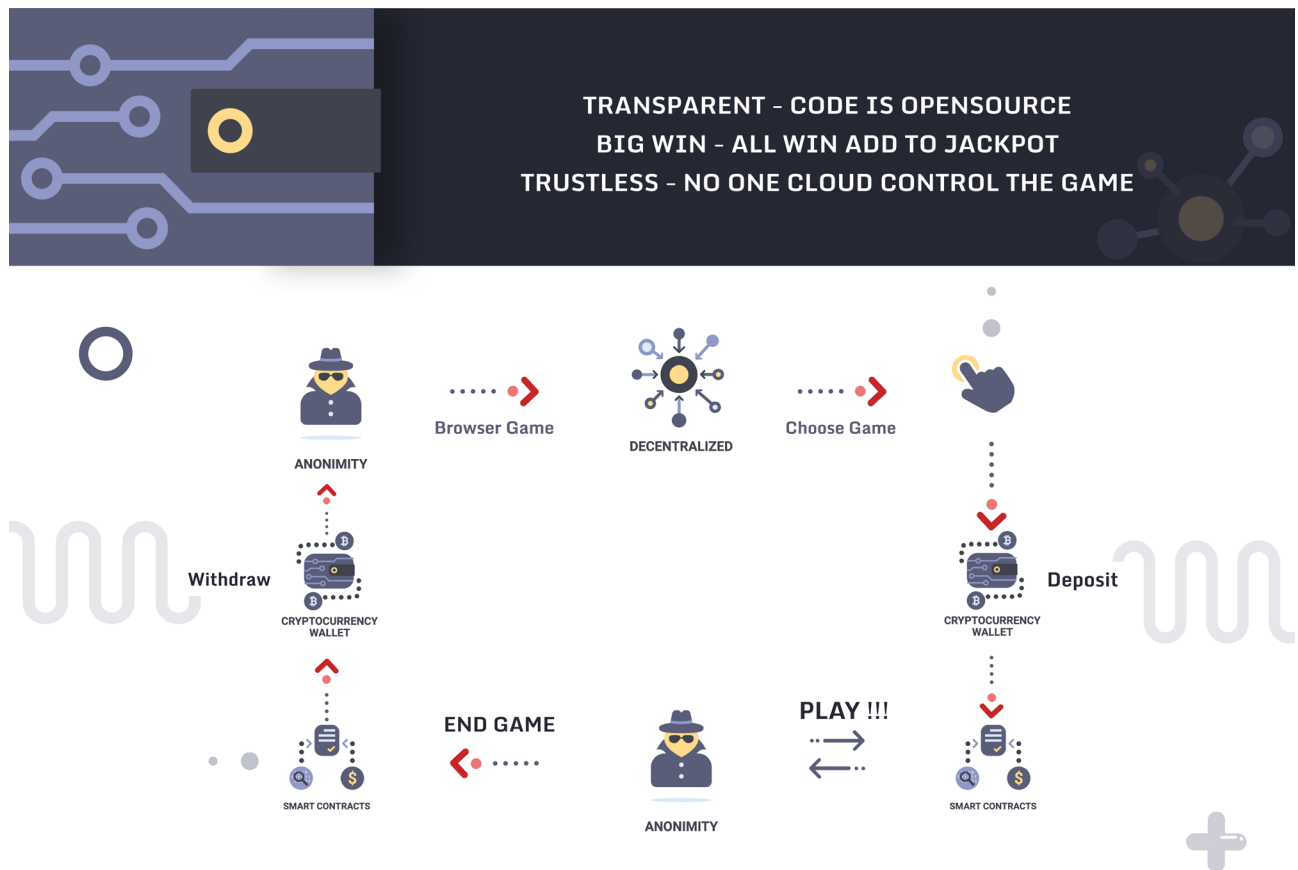 TRANSPARENT - CODE IS OPENSOURCE
BIG WIN - ALL WIN ADD TO JACKPOT
TRUSTLESS - NO ONE CLOUD CONTROL THE GAME
Browser Game
Choose Game
DECENTRALIZED
ANONIMITY
Withdraw
Deposit
CRYPTOCURRENCY
WALLET
CRYPTOCURRENCY
WALLET
PLAY !!!
END GAME
SMART CONTRACTS
SMART CONTRACTS
ANONIMITY